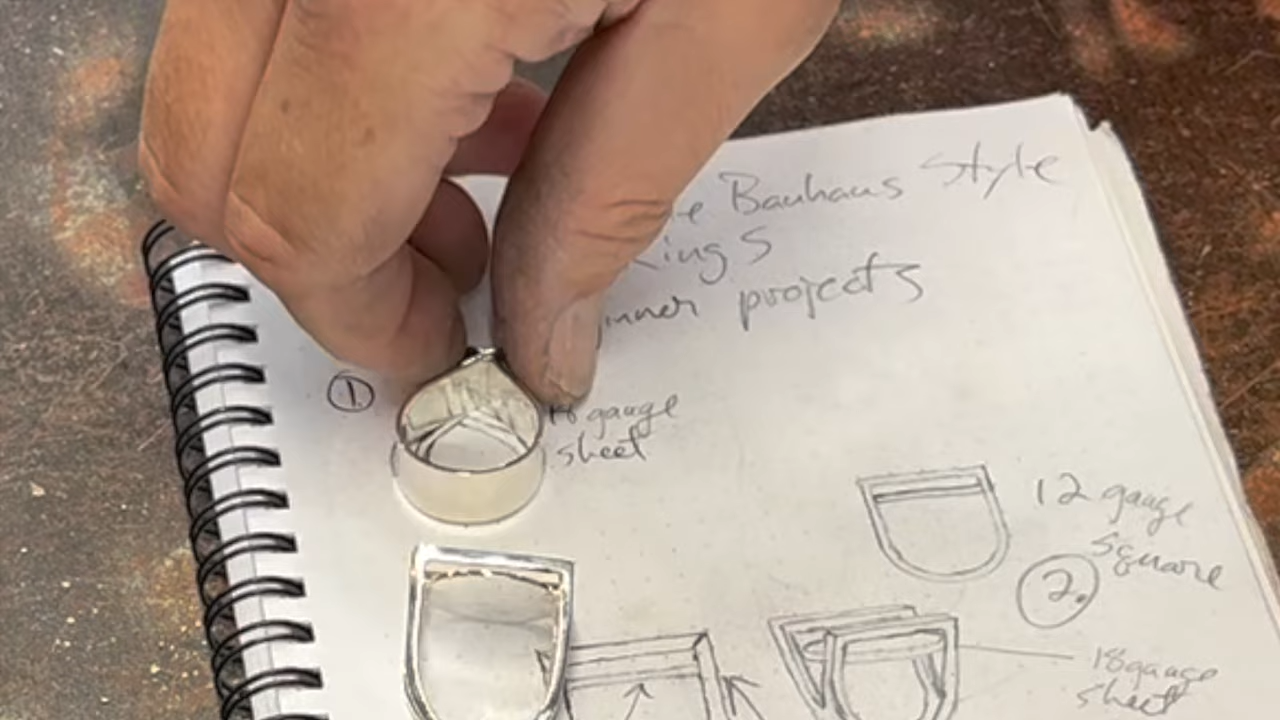 Bauhaus Style
Rings
projects
1.
18 gauge
sheet
12 gauge
square
2.
18 gauge
sheet